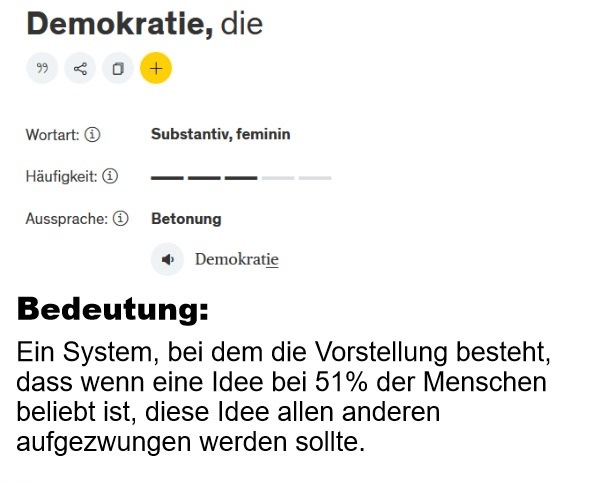 Demokratie, die
Wortart: Substantiv, feminin
Häufigkeit:
Aussprache: Betonung
Demokratie
Bedeutung:
Ein System, bei dem die Vorstellung besteht,
dass wenn eine Idee bei 51% der Menschen
beliebt ist, diese Idee allen anderen
aufgezwungen werden sollte.